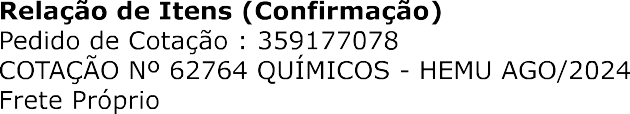 Relação de Itens (Confirmação)
Pedido de Cotação : 359177078
COTAÇÃO Nº 62764 QUÍMICOS - HEMU AGO/2024
Frete Próprio